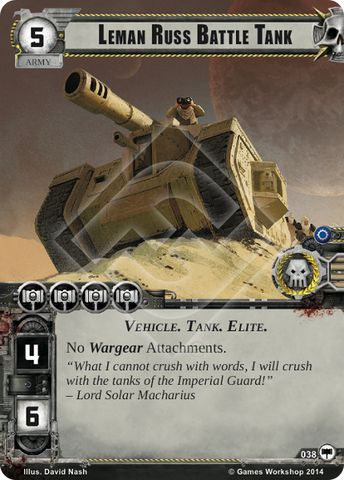 5
ARMY
LEMAN RUSS BATTLE TANK
VEHICLE. TANK. ELITE.
4
No Wargear Attachments.
“What I cannot crush with words, I will crush
with the tanks of the Imperial Guard!”
– Lord Solar Macharius
6
038
Illus. David Nash
© Games Workshop 2014